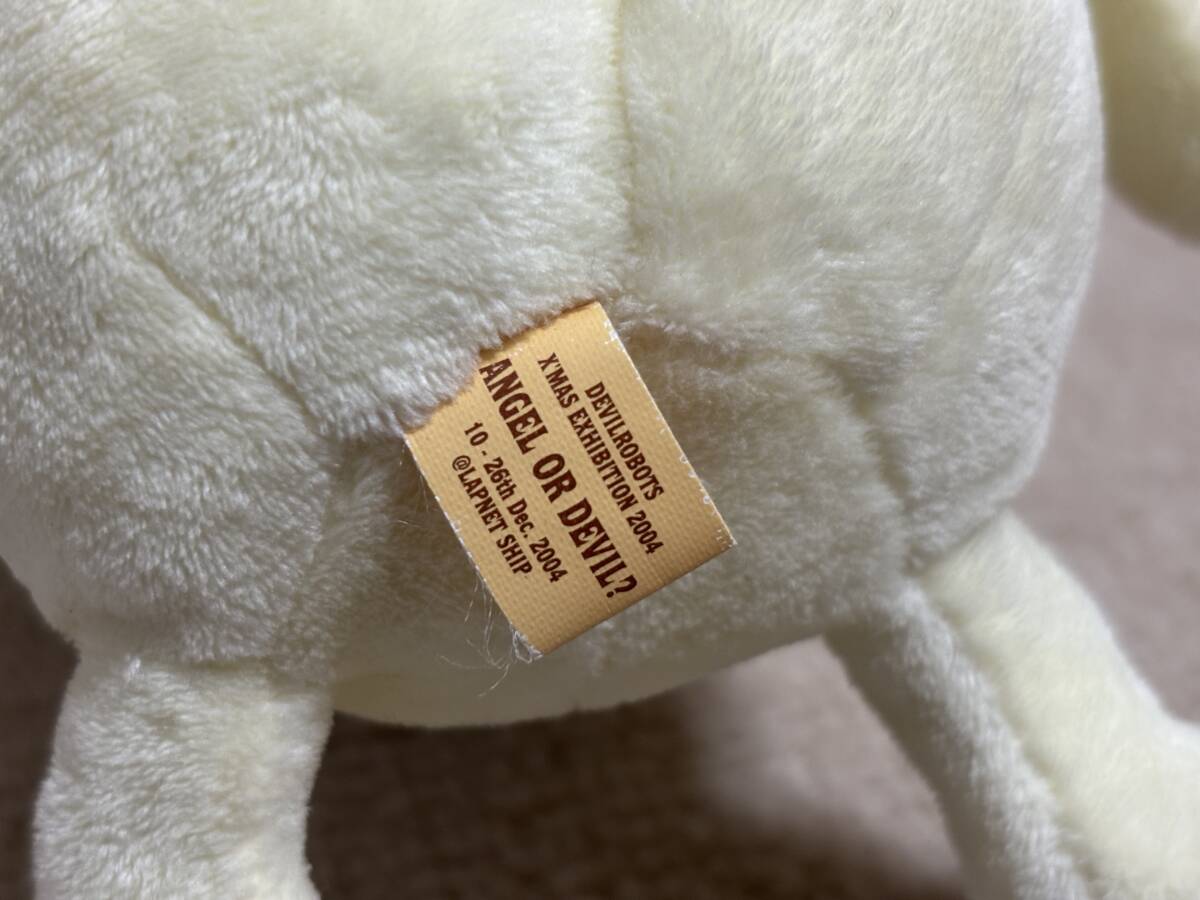 DEVILROBOTS
X'MAS EXHIBITION 2004
ANGEL OR DEVIL?
10 - 26th Dec. 2004
@LAPNET SHIP